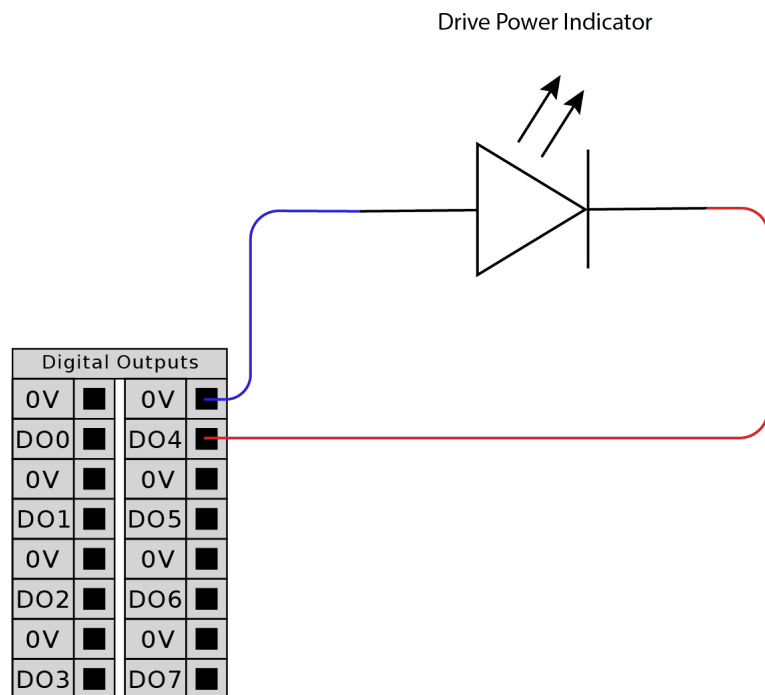 Drive Power Indicator
Digital Outputs
0V 0V
DO0 DO4
0V 0V
DO1 DO5
0V 0V
DO2 DO6
0V 0V
DO3 DO7